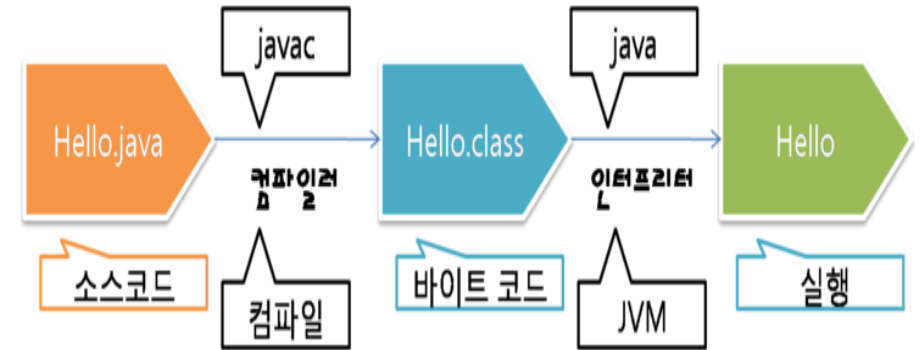 javac
java
Hello.java
Hello.class
Hello
컴파일러
인터프리터
소스코드
컴파일
바이트 코드
JVM
실행